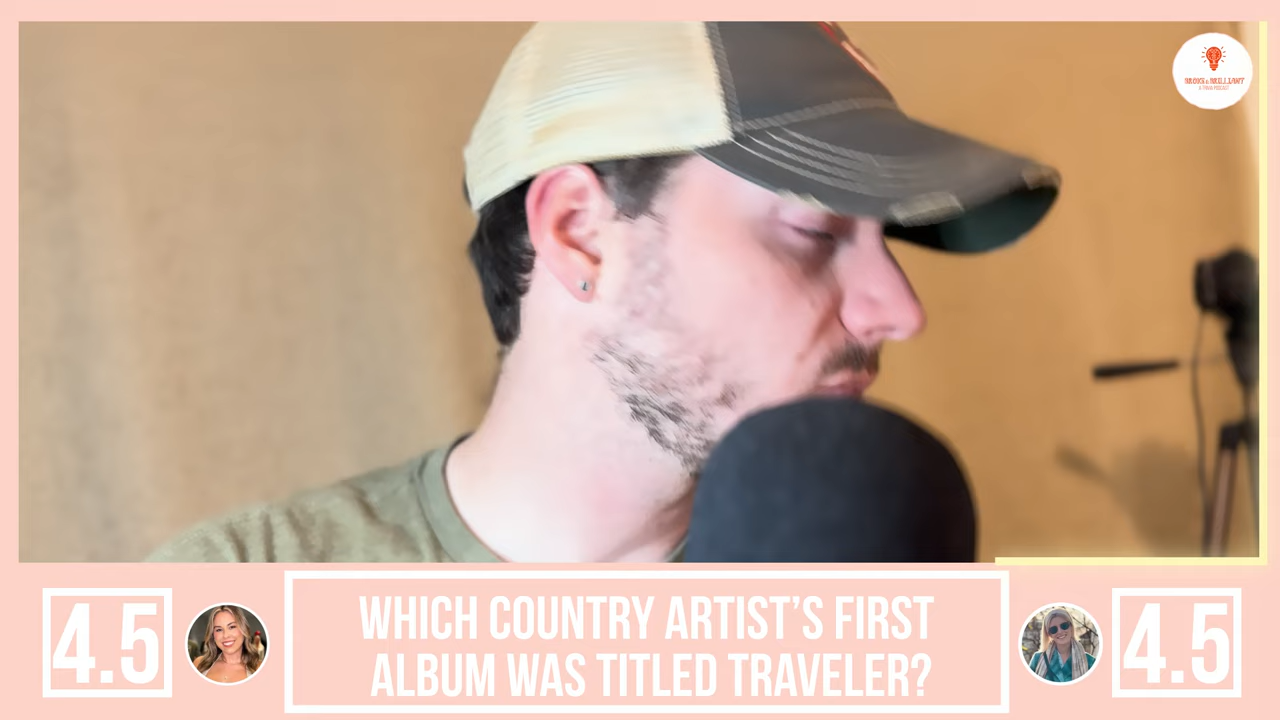 4.5
WHICH COUNTRY ARTIST’S FIRST
ALBUM WAS TITLED TRAVELER?
4.5